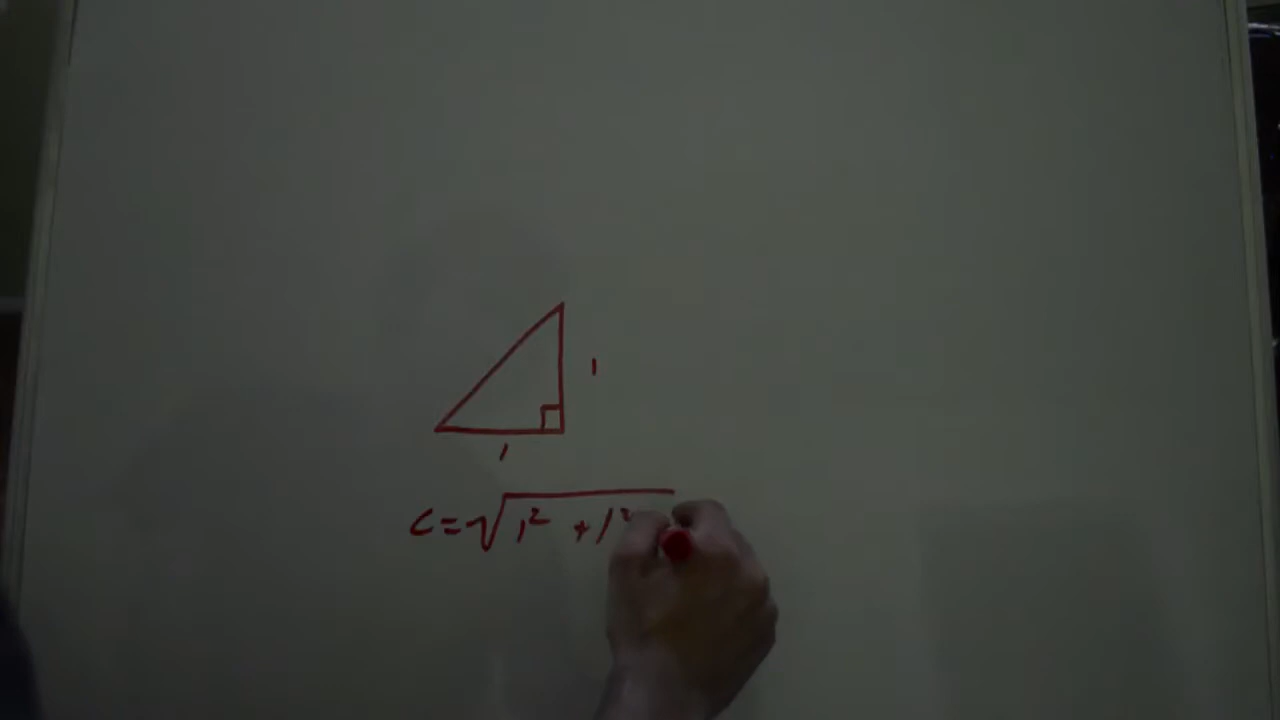 1
1
c = √1² + 1²